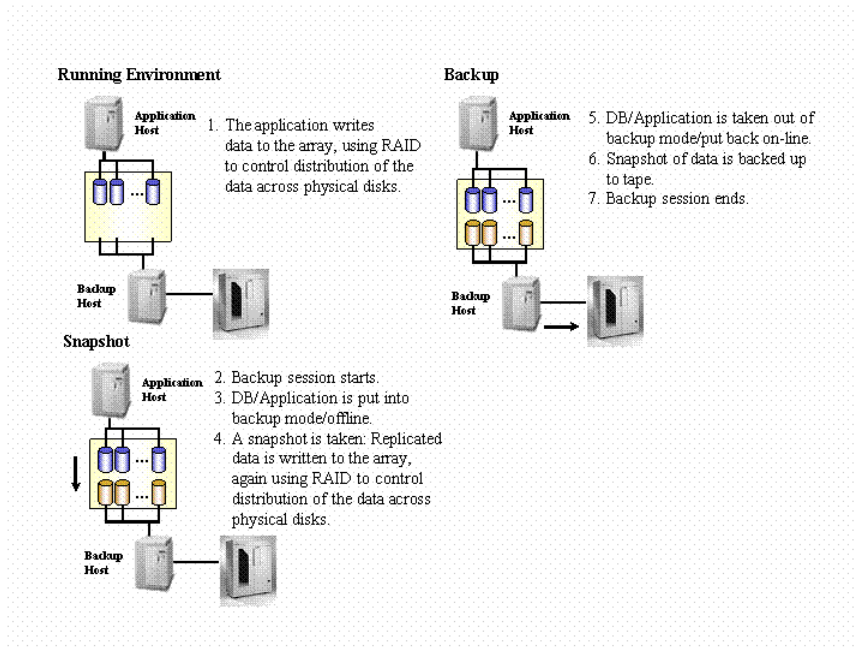 Running Environment
Application
Host
1. The application writes
data to the array, using RAID
to control distribution of the
data across physical disks.
...
Backup
Host
Snapshot
Application
Host
2. Backup session starts.
3. DB/Application is put into
backup mode/offline.
4. A snapshot is taken: Replicated
data is written to the array,
again using RAID to control
distribution of the data across
physical disks.
...
...
Backup
Host
Backup
Application
Host
5. DB/Application is taken out of
backup mode/put back on-line.
6. Snapshot of data is backed up
to tape.
7. Backup session ends.
...
...
Backup
Host